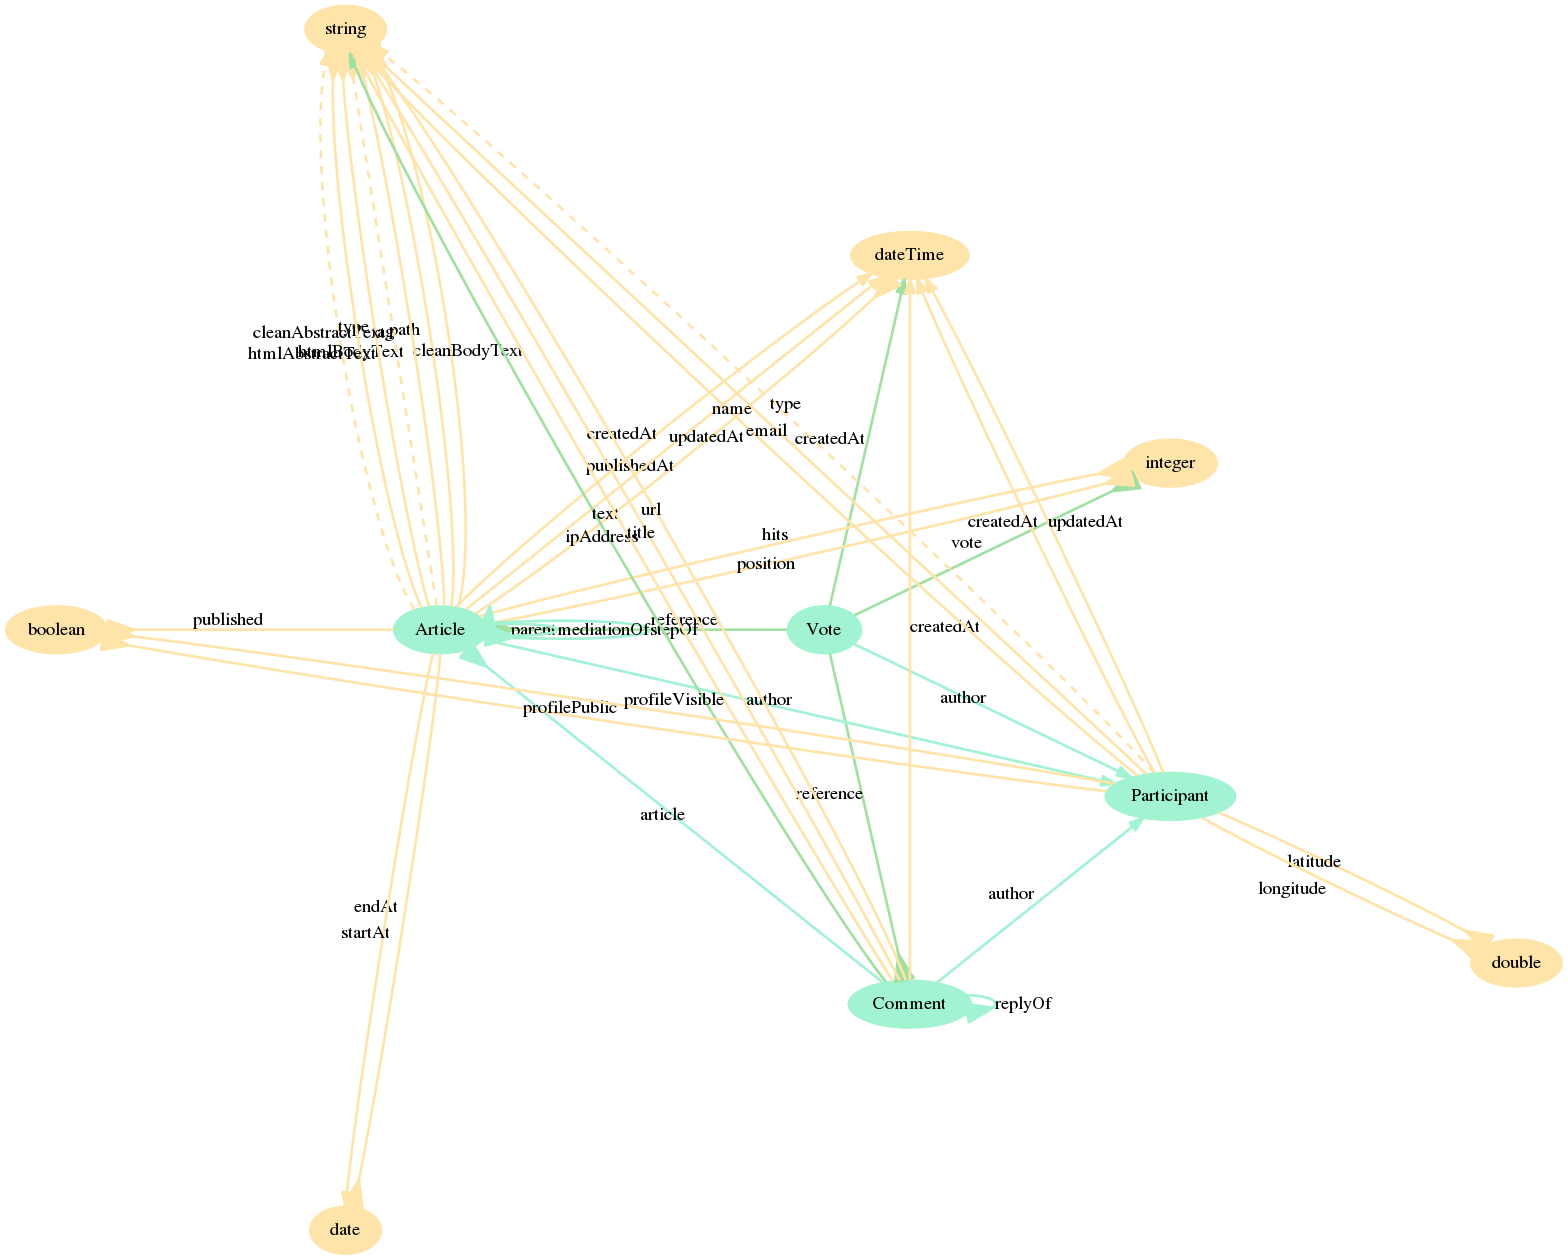 string
dateTime
type
cleanAbstractText
tag
path
htmlAbstractText
htmlBodyText
cleanBodyText
name
type
createdAt
updatedAt
email
createdAt
publishedAt
integer
text
url
ipAddress
title
hits
createdAt
updatedAt
vote
position
published
boolean
Article
parent
mediationOf
stepOf
reference
Vote
createdAt
profilePublic
profileVisible
author
author
reference
Participant
article
latitude
longitude
author
endAt
startAt
double
Comment
replyOf
date